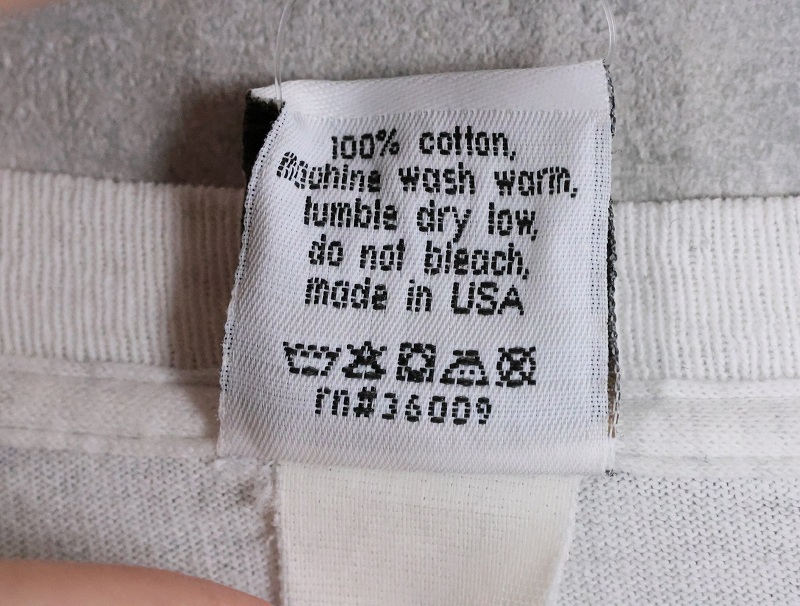 100% cotton,
machine wash warm,
tumble dry low,
do not bleach,
made in USA
rn#36009